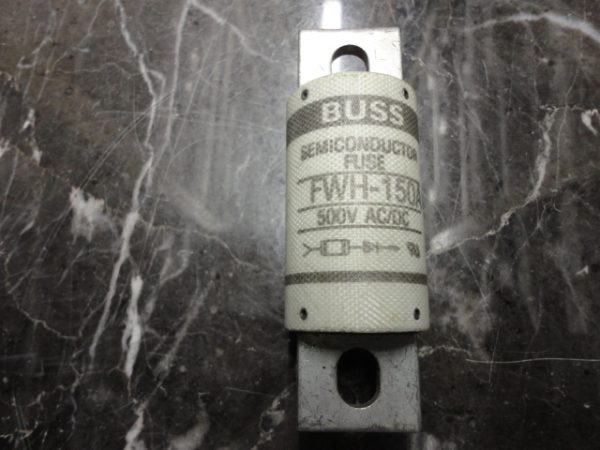 BUSS
SEMICONDUCTOR
FUSE
FWH-150A
500V AC/DC